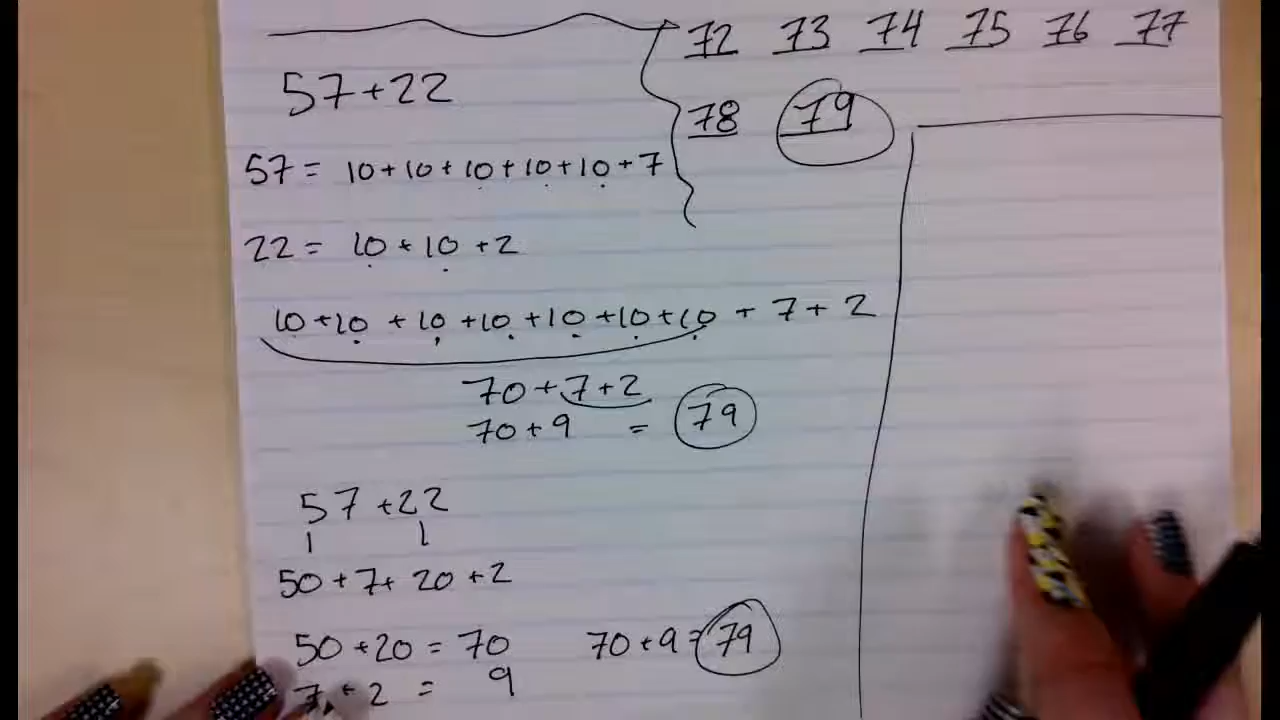 72 73 74 75 76 77
78 79
57+22
57 = 10+10+10+10+10+7
22 = 10+10+2
10+10+10+10+10+10+10+7+2
70+7+2
70+9 = 79
57+22
50+7+20+2
50+20=70 70+9=79
7+2 = 9